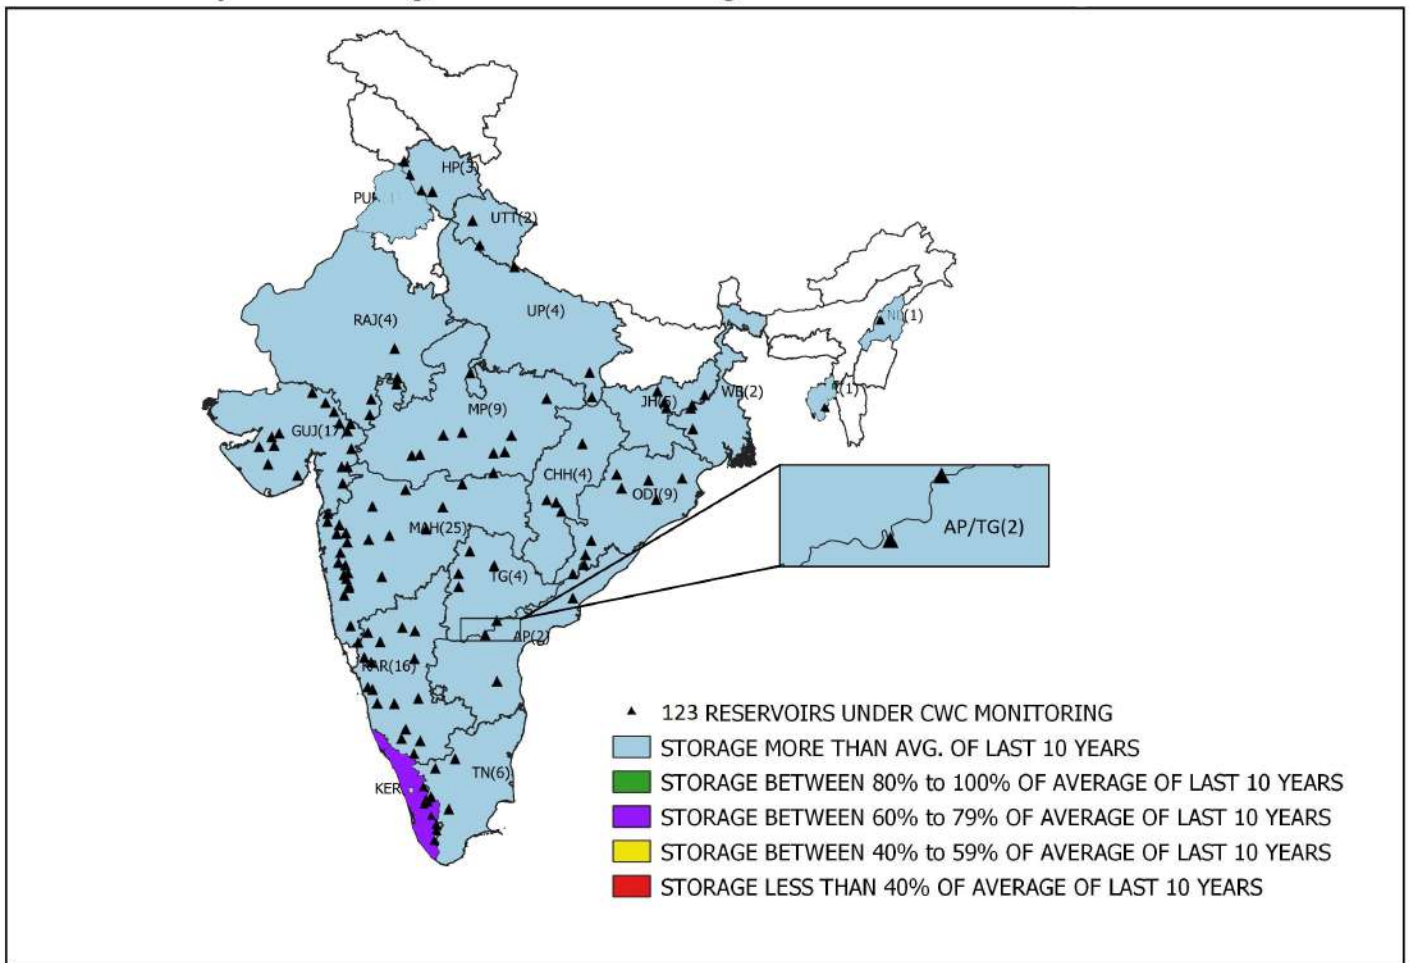 HP(3)
UTT(2)
RAJ(4)
UP(4)
MP(9)
JH(5)
WB(2)
GUJ(17)
CHH(4)
ODI(9)
MAH(25)
TG(4)
AP(2)
AP/TG(2)
KAR(16)
TN(6)
KER
123 RESERVOIRS UNDER CWC MONITORING
STORAGE MORE THAN AVG. OF LAST 10 YEARS
STORAGE BETWEEN 80% to 100% OF AVERAGE OF LAST 10 YEARS
STORAGE BETWEEN 60% to 79% OF AVERAGE OF LAST 10 YEARS
STORAGE BETWEEN 40% to 59% OF AVERAGE OF LAST 10 YEARS
STORAGE LESS THAN 40% OF AVERAGE OF LAST 10 YEARS